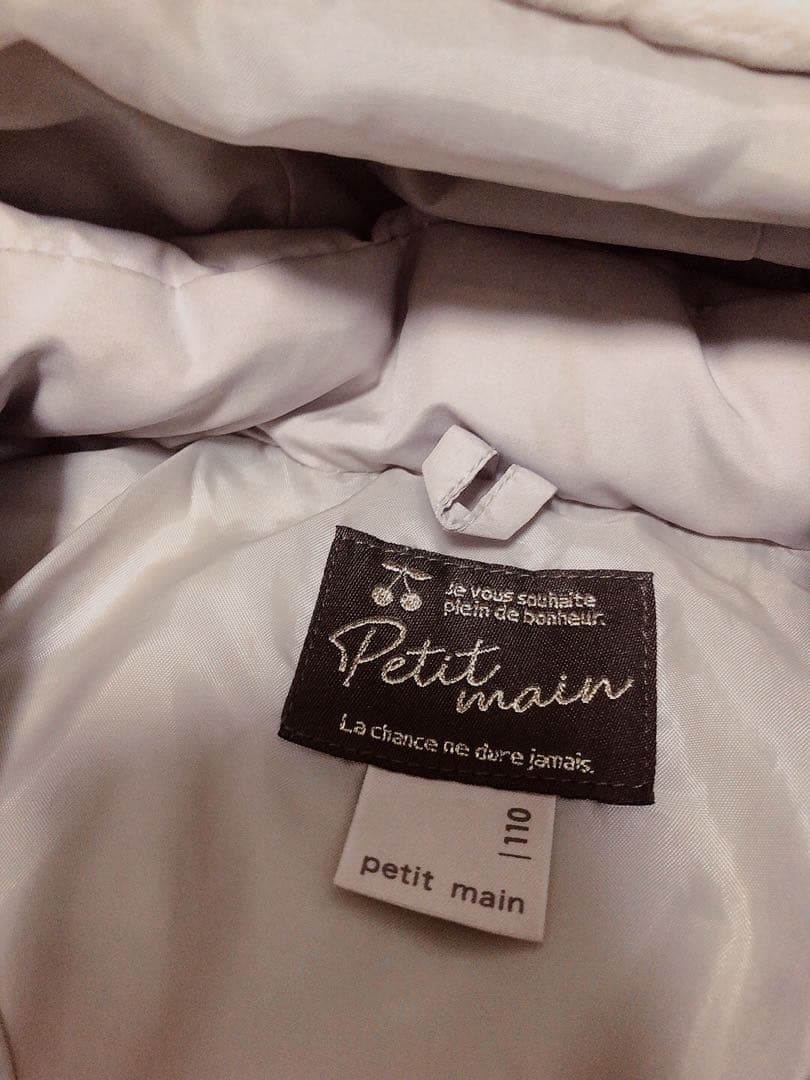 Je vous souhaite
plein de bonheur.
Petit
main
La chance ne dure jamais.
110
petit main